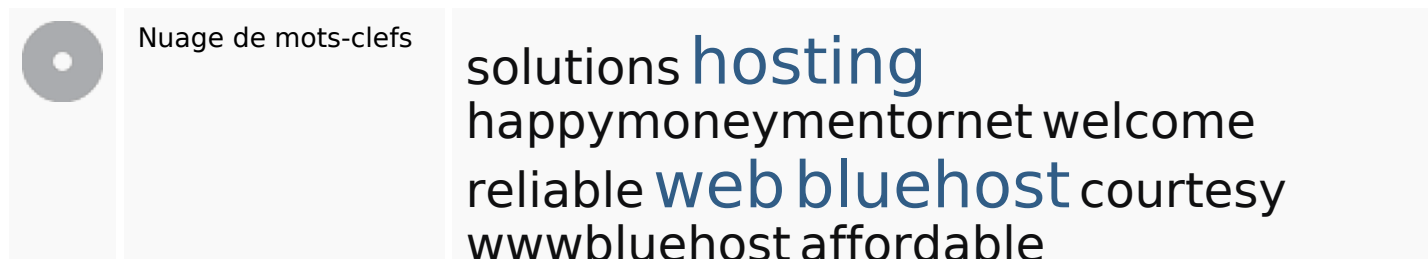 Nuage de mots-clefs
solutions hosting
happymoneymentornet welcome
reliable web bluehost courtesy
wwwbluehost affordable